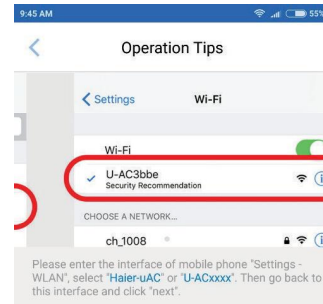 9:45 AM 55%
Operation Tips
Settings Wi-Fi
Wi-Fi
U-AC3bbe
Security Recommendation
CHOOSE A NETWORK...
ch_1008
Please enter the interface of mobile phone "Settings -
WLAN", select "Haier-uAC" or "U-ACxxxx". Then go back to
this interface and click "next".